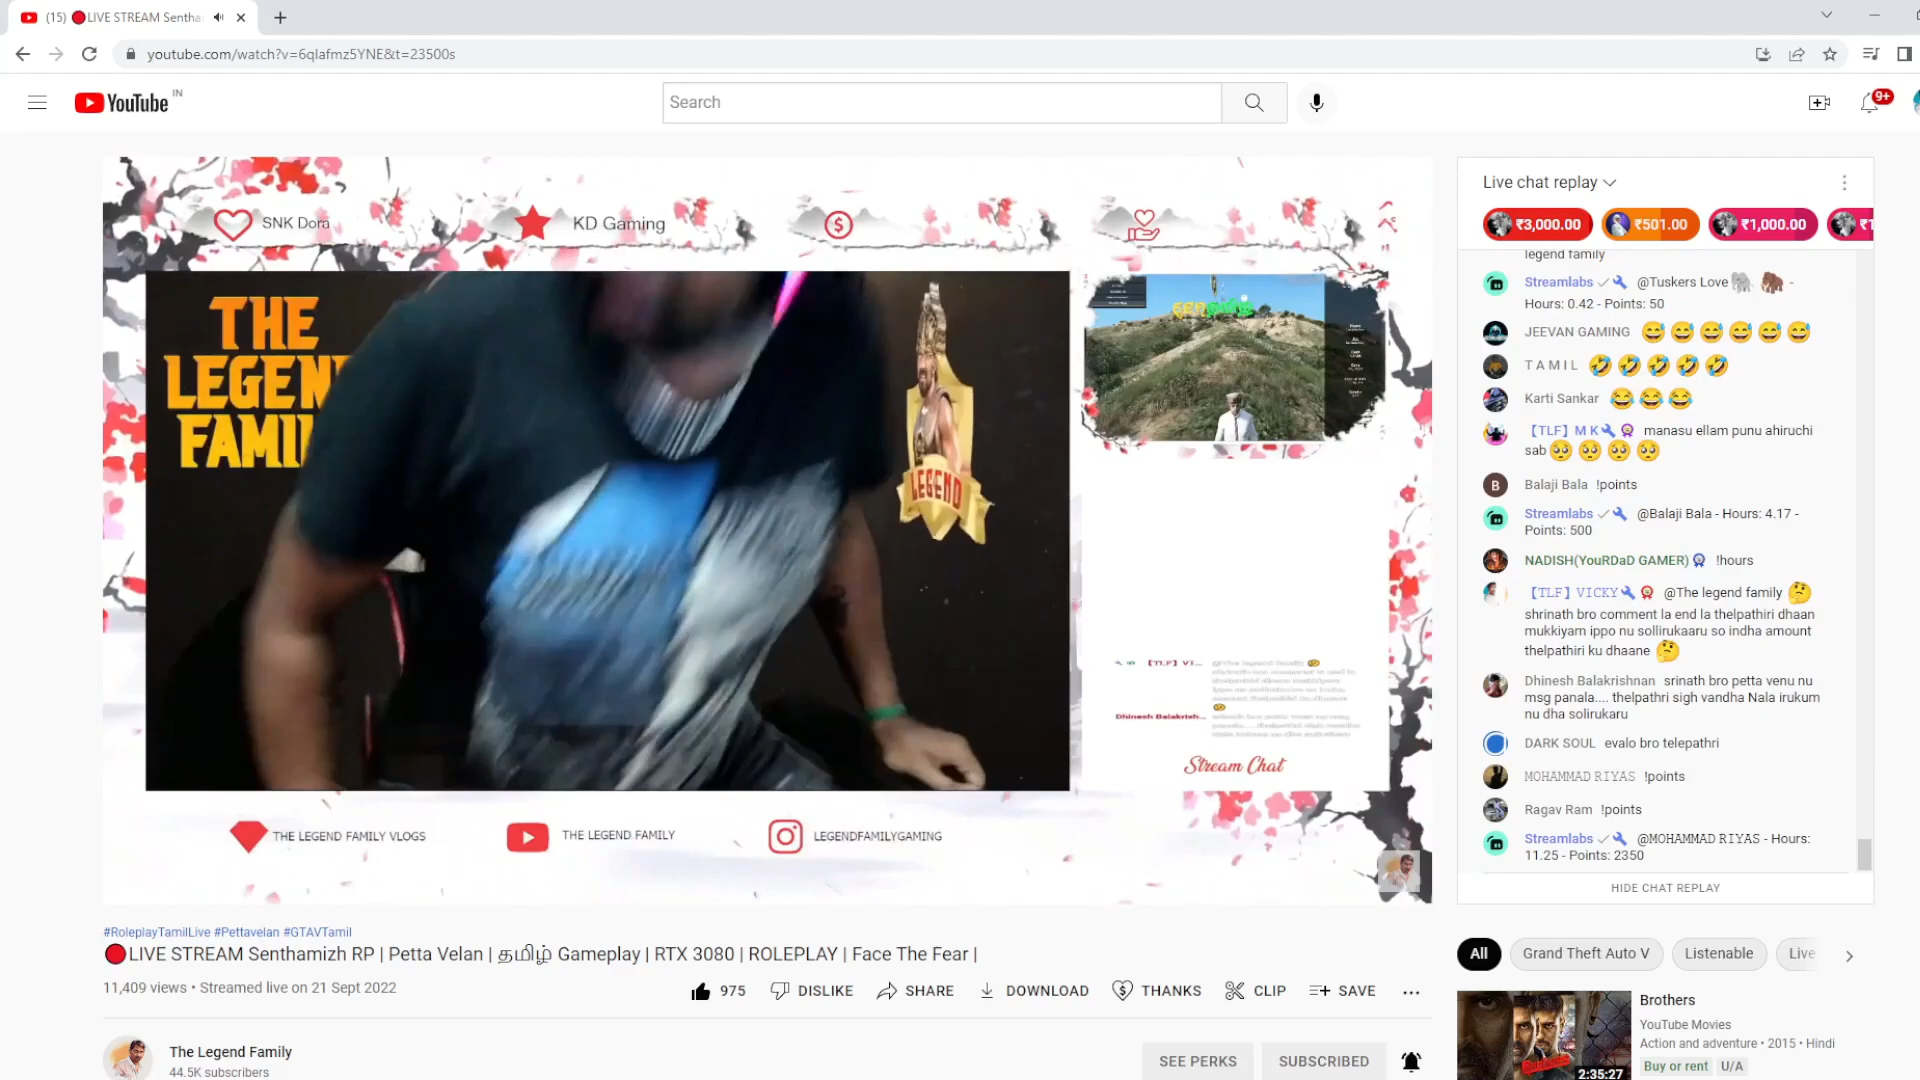 (15) 🔴LIVE STREAM Sentha
youtube.com/watch?v=6qlafmz5YNE&t=23500s
YouTube IN
Search
9+
SNK Dora
KD Gaming
THE
LEGEN
FAMI
LEGEND
செந்தமிழ்
Stream Chat
THE LEGEND FAMILY VLOGS
THE LEGEND FAMILY
LEGENDFAMILYGAMING
Live chat replay
₹3,000.00 ₹501.00 ₹1,000.00 ₹1
legend family
Streamlabs @Tuskers Love🐘 🦣 -
Hours: 0.42 - Points: 50
JEEVAN GAMING 😅 😅 😅 😅 😅 😅
T A M I L 🤣 🤣 🤣 🤣 🤣
Karti Sankar 😂 😂 😂
【TLF】M K manasu ellam punu ahiruchi
sab🥺 🥺 🥺 🥺
B Balaji Bala !points
Streamlabs @Balaji Bala - Hours: 4.17 -
Points: 500
NADISH(YouRDaD GAMER) !hours
【TLF】VICKY @The legend family 🤔
shrinath bro comment la end la thelpathiri dhaan
mukkiyam ippo nu sollirukaaru so indha amount
thelpathiri ku dhaane 🤔
Dhinesh Balakrishnan srinath bro petta venu nu
msg panala.... thelpathri sigh vandha Nala irukum
nu dha solirukaru
DARK SOUL evalo bro telepathri
MOHAMMAD RIYAS !points
Ragav Ram !points
Streamlabs @MOHAMMAD RIYAS - Hours:
11.25 - Points: 2350
HIDE CHAT REPLAY
#RoleplayTamilLive #Pettavelan #GTAVTamil
🔴LIVE STREAM Senthamizh RP | Petta Velan | தமிழ் Gameplay | RTX 3080 | ROLEPLAY | Face The Fear |
11,409 views • Streamed live on 21 Sept 2022
975 DISLIKE SHARE DOWNLOAD THANKS CLIP SAVE ...
The Legend Family
44.5K subscribers
SEE PERKS SUBSCRIBED
All Grand Theft Auto V Listenable Live
Brothers
YouTube Movies
Action and adventure • 2015 • Hindi
Buy or rent U/A
2:35:27